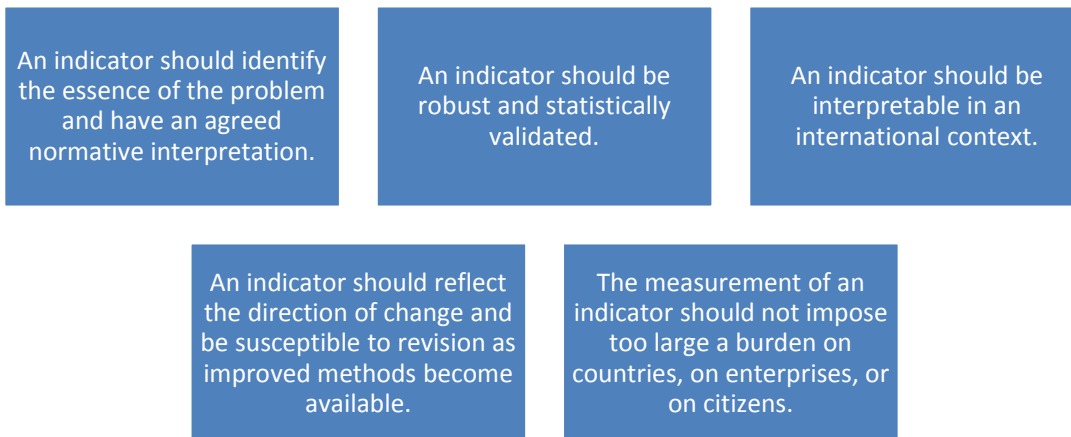 An indicator should identify
the essence of the problem
and have an agreed
normative interpretation.
An indicator should be
robust and statistically
validated.
An indicator should be
interpretable in an
international context.
An indicator should reflect
the direction of change and
be susceptible to revision as
improved methods become
available.
The measurement of an
indicator should not impose
too large a burden on
countries, on enterprises, or
on citizens.